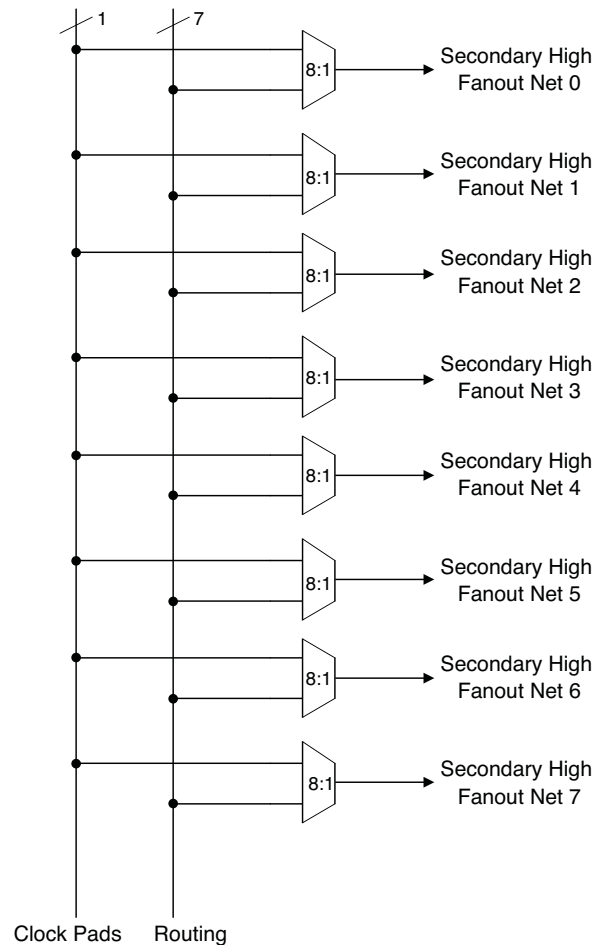 1
7
8:1
Secondary High
Fanout Net 0
8:1
Secondary High
Fanout Net 1
8:1
Secondary High
Fanout Net 2
8:1
Secondary High
Fanout Net 3
8:1
Secondary High
Fanout Net 4
8:1
Secondary High
Fanout Net 5
8:1
Secondary High
Fanout Net 6
8:1
Secondary High
Fanout Net 7
Clock Pads
Routing